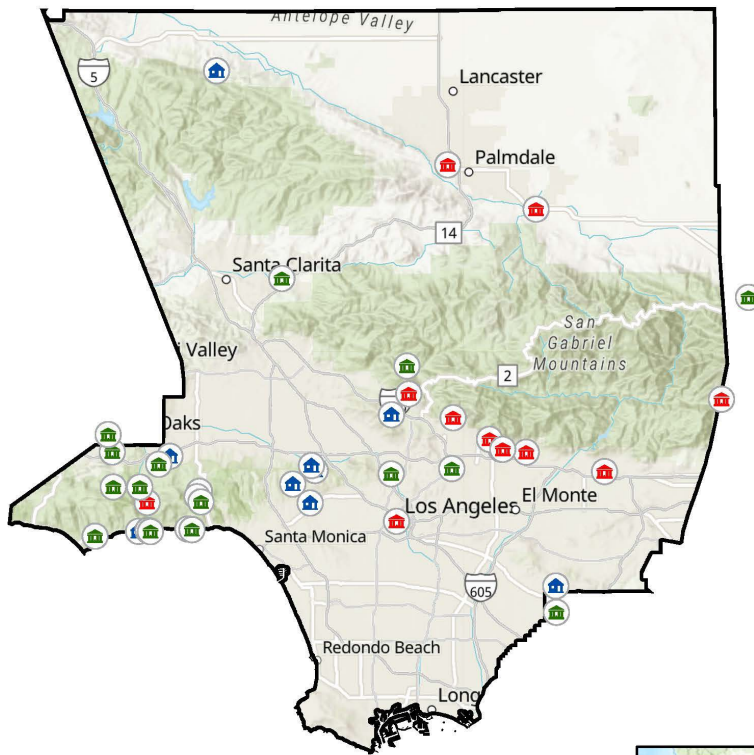 Antelope Valley
5
Lancaster
Palmdale
14
Santa Clarita
San
Gabriel
Mountains
i Valley
2
Oaks
Los Angeles
El Monte
Santa Monica
605
Redondo Beach
Long